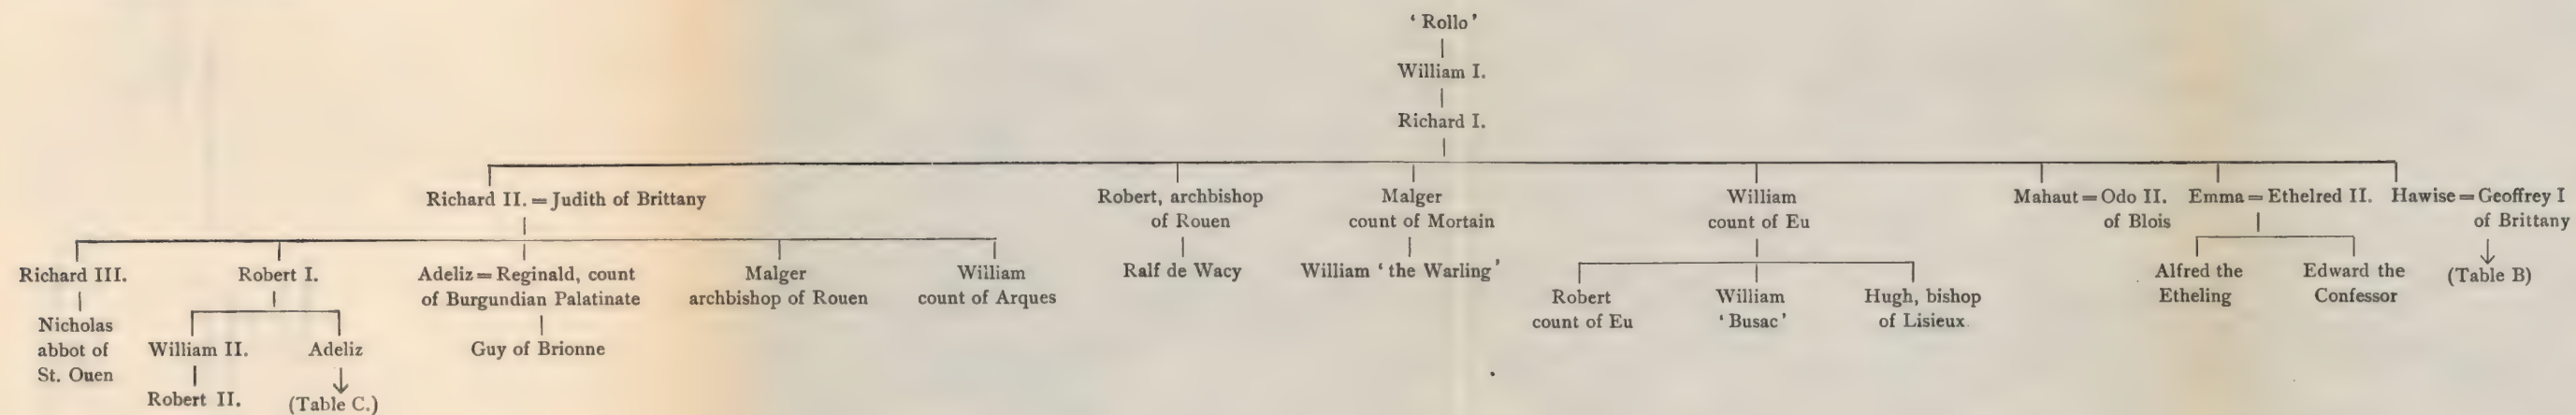 ‘ Rollo ’
William I.
Richard I.
Richard II. = Judith of Brittany
Robert, archbishop
of Rouen
Malger
count of Mortain
William
count of Eu
Mahaut = Odo II.
of Blois
Emma = Ethelred II.
Hawise = Geoffrey I
of Brittany
Richard III.
Robert I.
Adeliz = Reginald, count
of Burgundian Palatinate
Malger
archbishop of Rouen
William
count of Arques
Ralf de Wacy
William ‘ the Warling ’
Robert
count of Eu
William
‘ Busac ’
Hugh, bishop
of Lisieux
Alfred the
Etheling
Edward the
Confessor
(Table B)
Nicholas
abbot of
St. Ouen
William II.
Adeliz
Guy of Brionne
Robert II.
(Table C.)